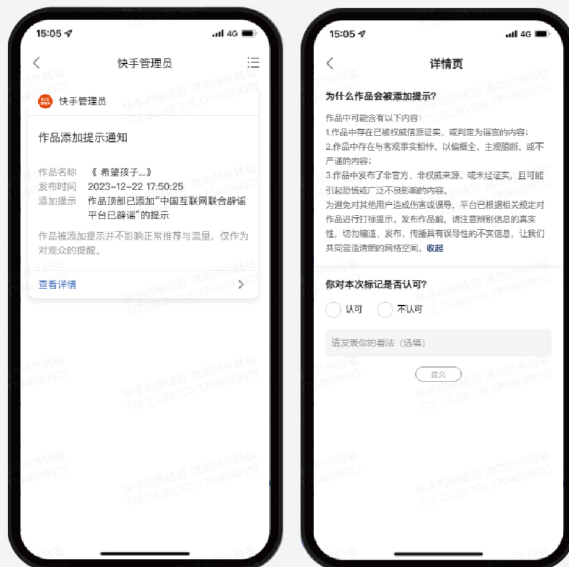 15:05
4G
快手管理员
快手管理员
作品添加提示通知
作品名称 《 希望孩子...》
发布时间 2023-12-22 17:50:25
添加提示 作品顶部已添加“中国互联网联合辟谣
平台已辟谣”的提示
作品被添加提示并不影响正常推荐与流量，仅作为
对观众的提醒。
查看详情
15:05
4G
详情页
为什么作品会被添加提示?
作品中可能含有以下内容：
1.作品中存在已被权威信源证实、或判定为谣言的内容；
2.作品中存在与客观事实相悖、以偏概全、主观臆断、或不
严谨的内容；
3.作品中发布了非官方、非权威来源、或未经证实，且可能
引起恐慌或广泛不良影响的内容。
为避免对其他用户造成伤害或误导，平台已根据相关规定对
作品进行打标提示。发布作品前，请注意辨别信息的真实
性，切勿编造、发布、传播具有误导性的不实信息，让我们
共同营造清朗的网络空间。收起
你对本次标记是否认可?
认可 不认可
请发表你的看法（选填）
提交